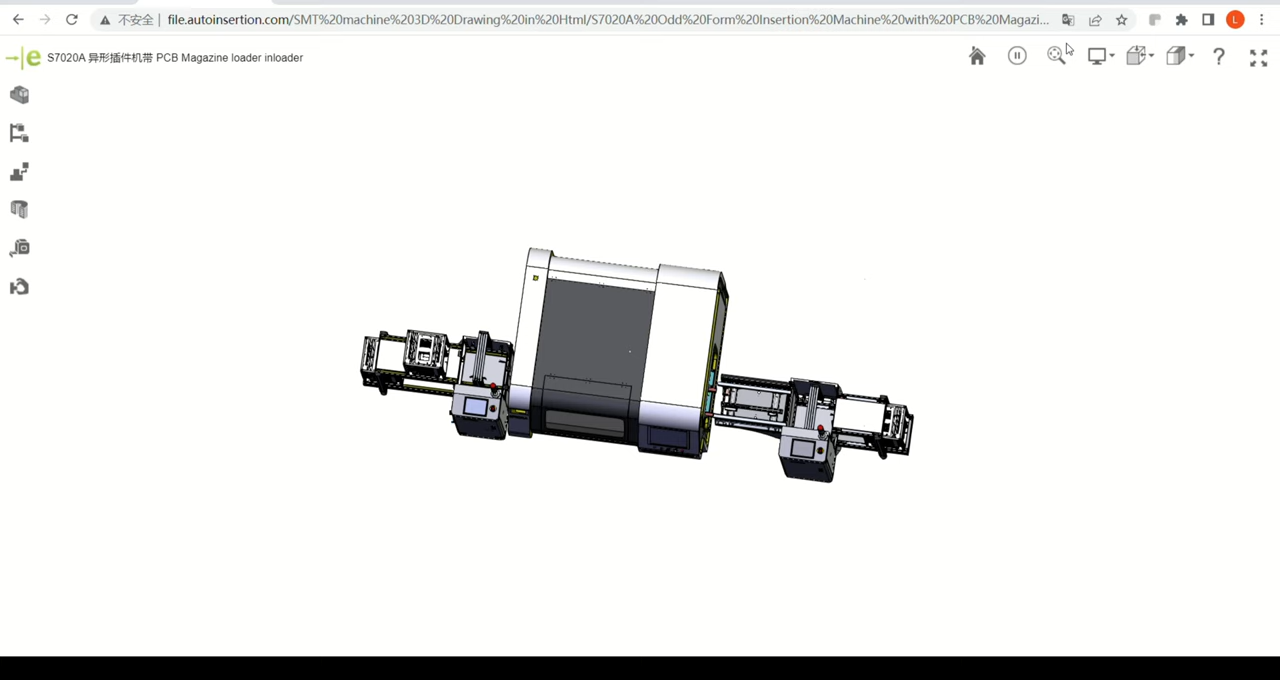 不安全 | file.autoinsertion.com/SMT%20machine%203D%20Drawing%20in%20Html/S7020A%20Odd%20Form%20Insertion%20Machine%20with%20PCB%20Magazi...
L
e S7020A 异形插件机带 PCB Magazine loader inloader